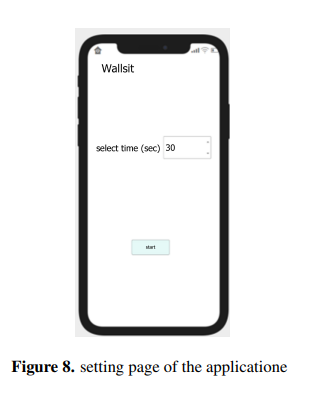 Wallsit
select time (sec) 30
start
Figure 8. setting page of the applicatione